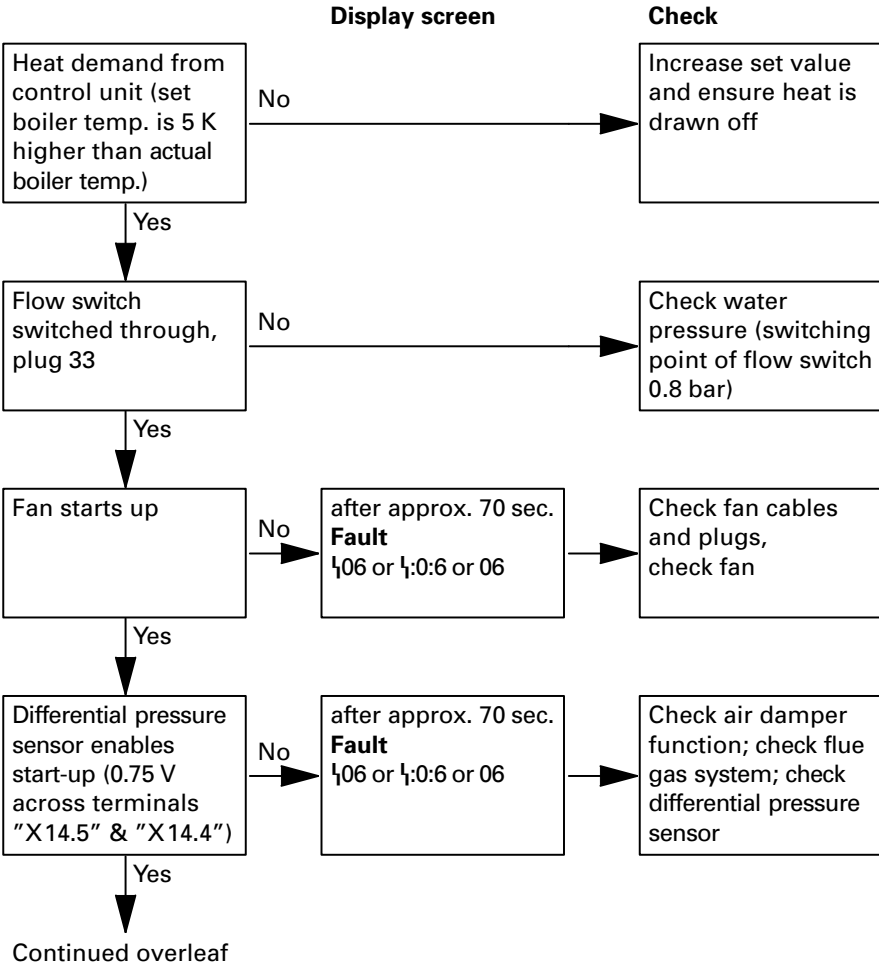 Display screen
Check
Heat demand from
control unit (set
boiler temp. is 5 K
higher than actual
boiler temp.)
No
Increase set value
and ensure heat is
drawn off
Yes
Flow switch
switched through,
plug 33
No
Check water
pressure (switching
point of flow switch
0.8 bar)
Yes
Fan starts up
No
after approx. 70 sec.
Fault
ϟ06 or ϟ:0:6 or 06
Check fan cables
and plugs,
check fan
Yes
Differential pressure
sensor enables
start-up (0.75 V
across terminals
"X14.5" & "X14.4")
No
after approx. 70 sec.
Fault
ϟ06 or ϟ:0:6 or 06
Check air damper
function; check flue
gas system; check
differential pressure
sensor
Yes
Continued overleaf